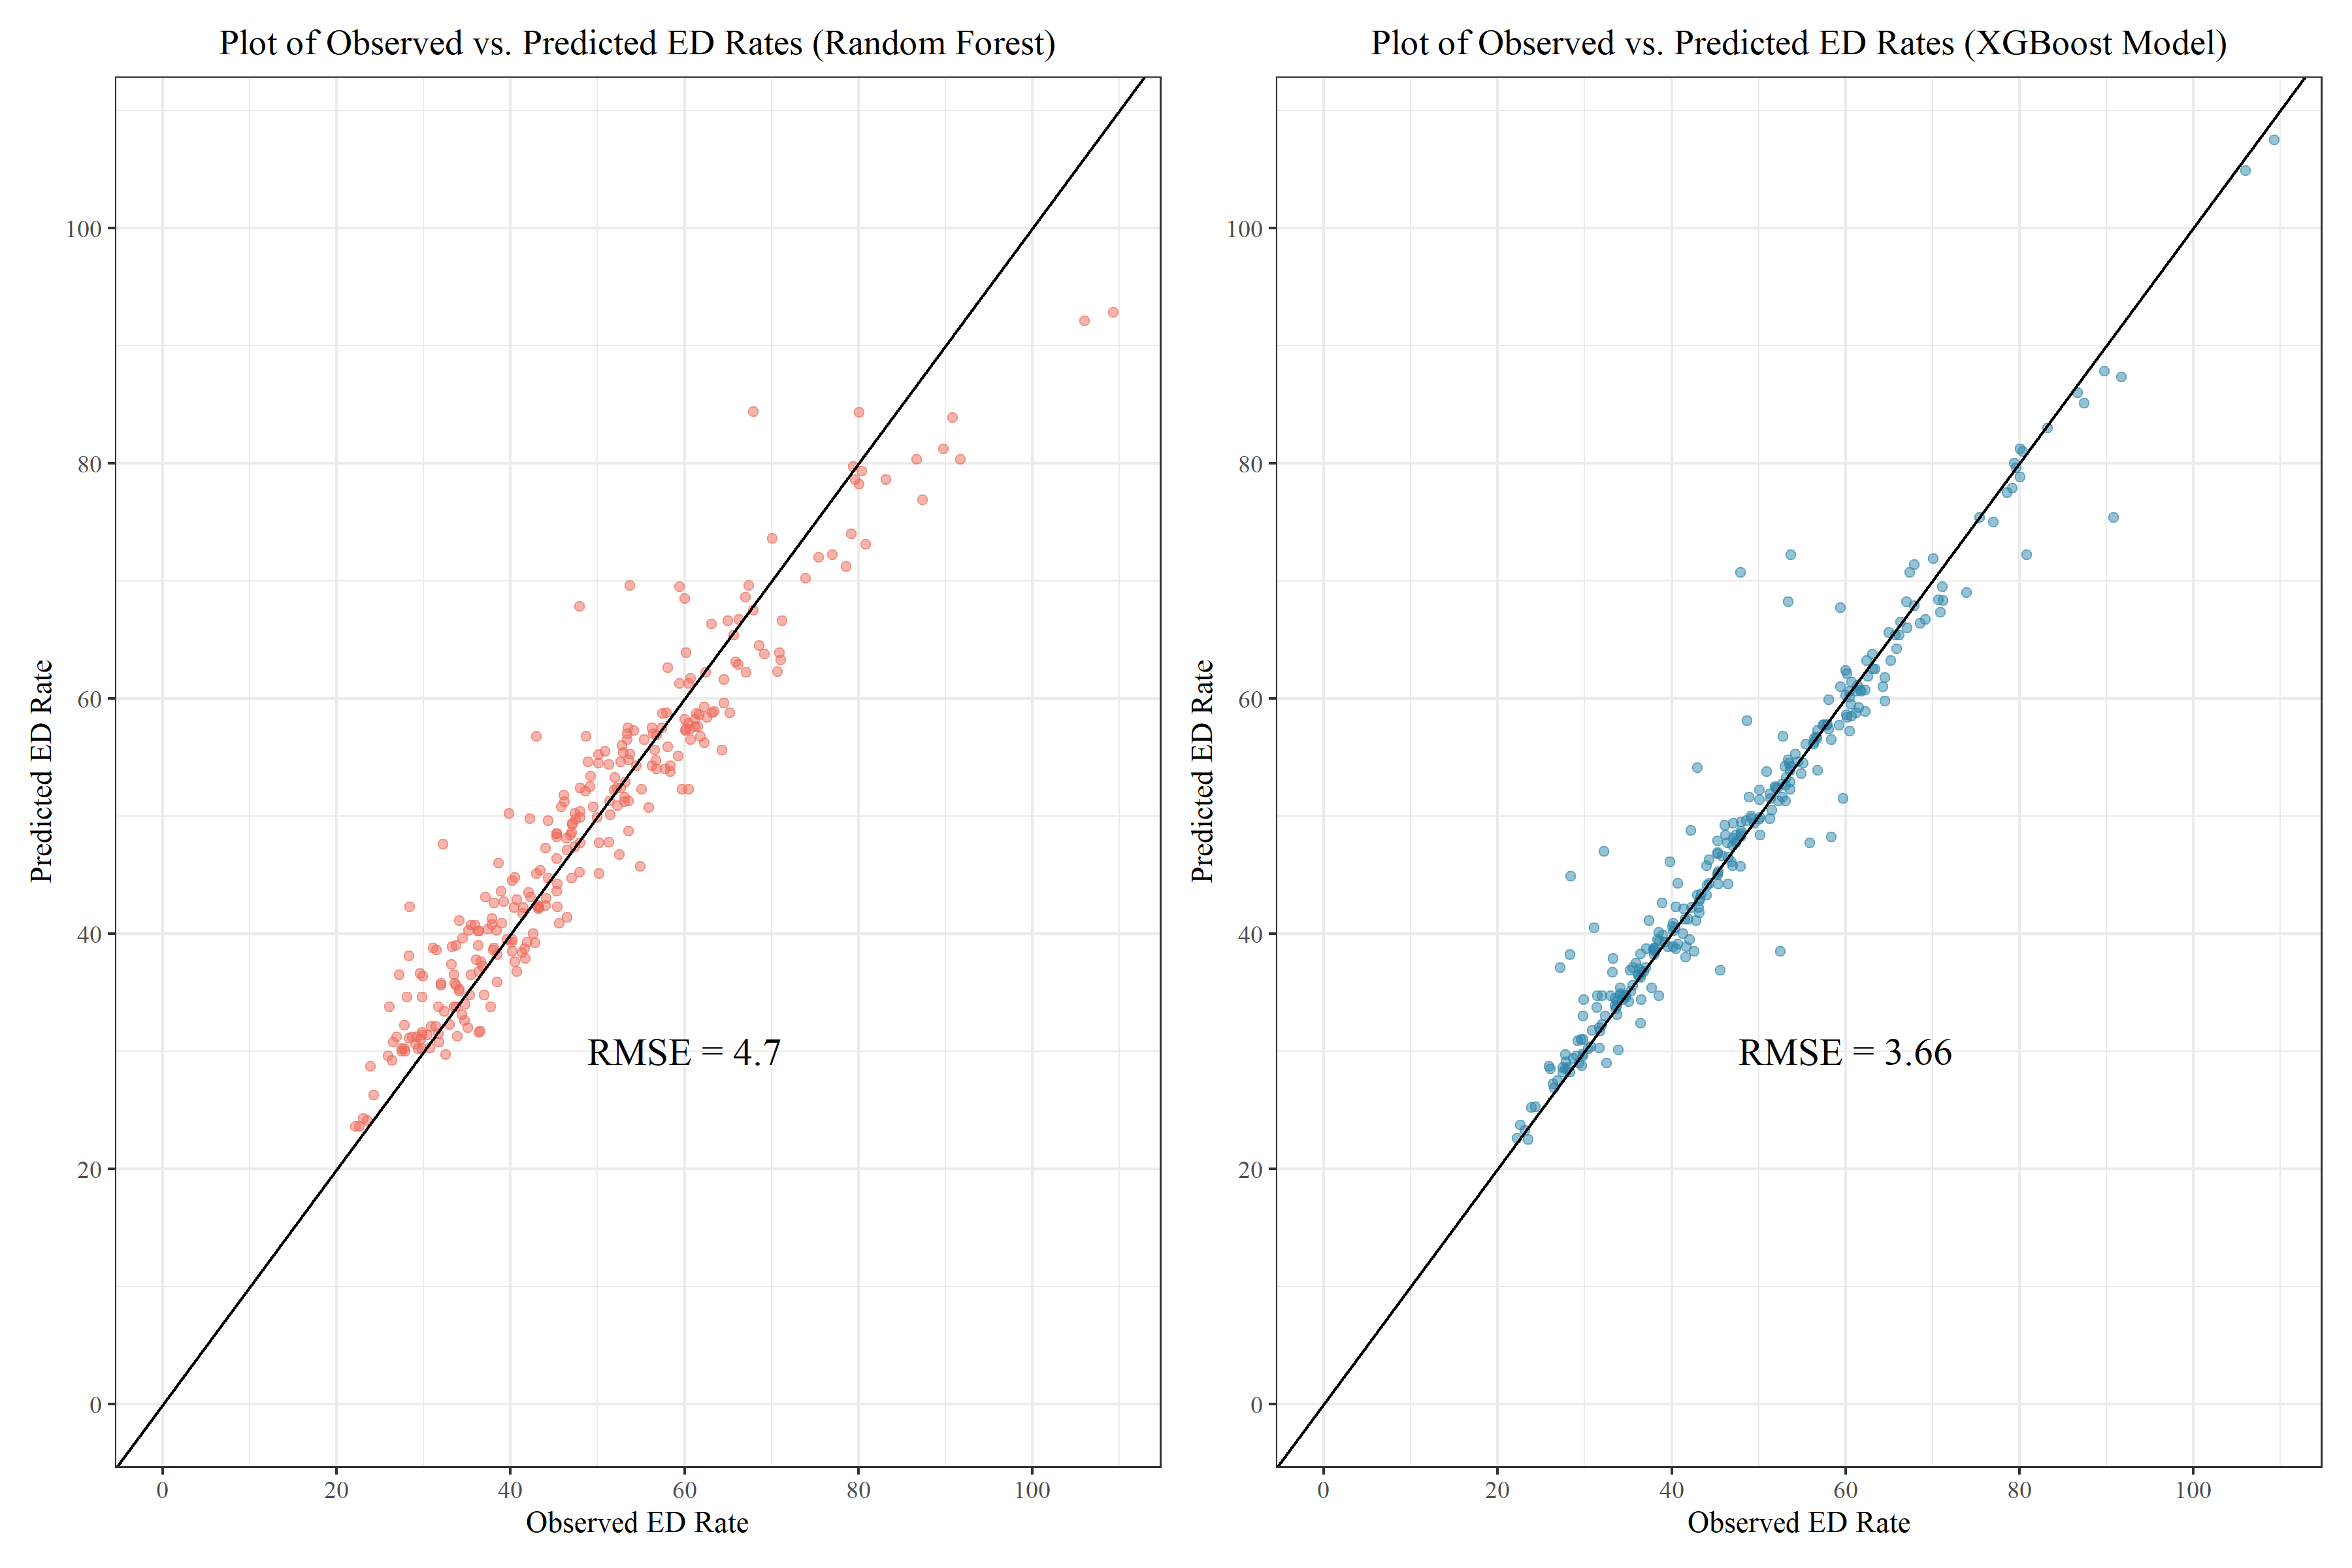 Plot of Observed vs. Predicted ED Rates (Random Forest)
100
80
60
40
20
0
Predicted ED Rate
RMSE = 4.7
0 20 40 60 80 100
Observed ED Rate
Plot of Observed vs. Predicted ED Rates (XGBoost Model)
100
80
60
40
20
0
Predicted ED Rate
RMSE = 3.66
0 20 40 60 80 100
Observed ED Rate